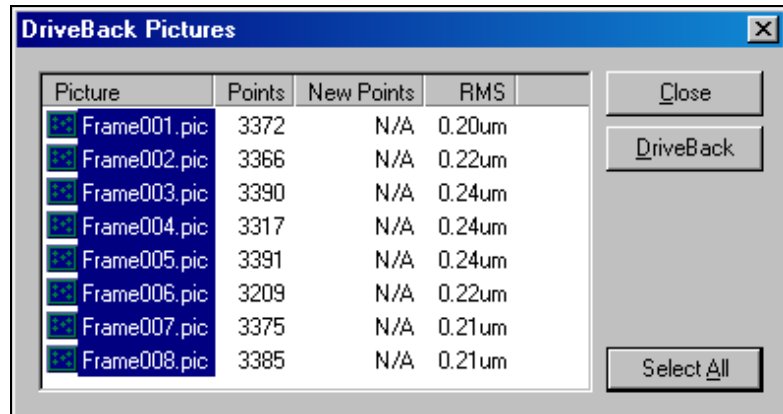 DriveBack Pictures
Picture Points New Points RMS
Frame001.pic 3372 N/A 0.20um
Frame002.pic 3366 N/A 0.22um
Frame003.pic 3390 N/A 0.24um
Frame004.pic 3317 N/A 0.24um
Frame005.pic 3391 N/A 0.24um
Frame006.pic 3209 N/A 0.22um
Frame007.pic 3375 N/A 0.21um
Frame008.pic 3385 N/A 0.21um
Close
DriveBack
Select All